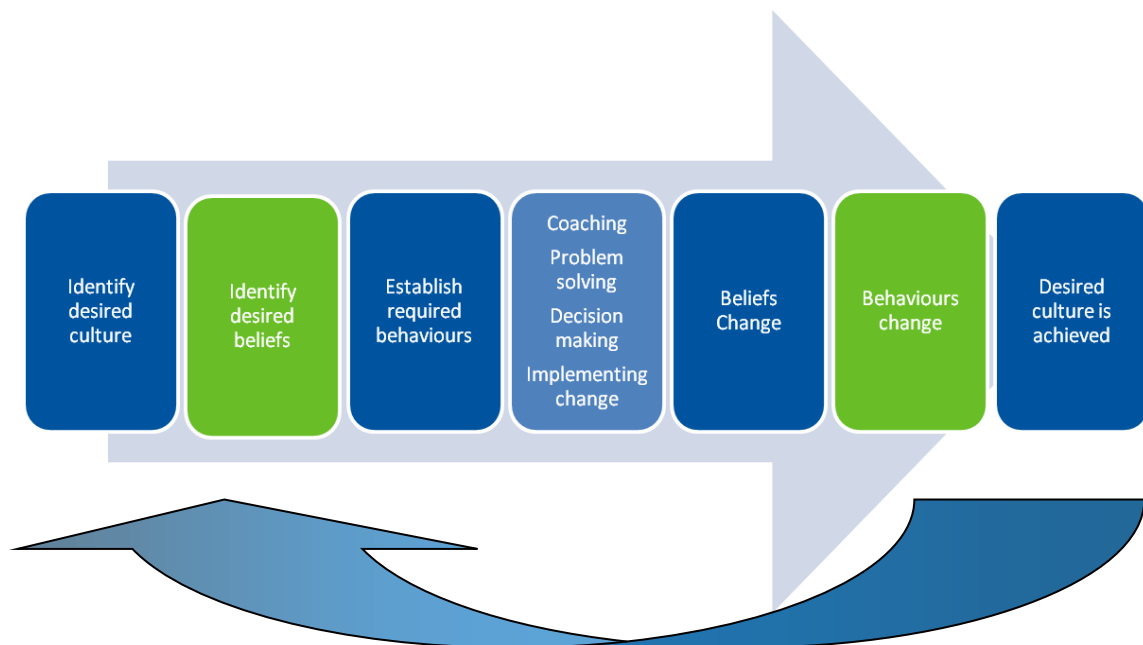 Identify
desired
culture
Identify
desired
beliefs
Establish
required
behaviours
Coaching
Problem
solving
Decision
making
Implementing
change
Beliefs
Change
Behaviours
change
Desired
culture is
achieved